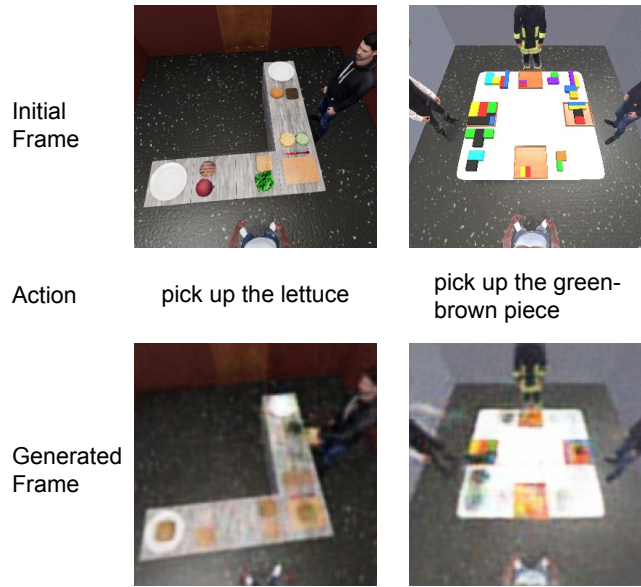 Initial
Frame
Action
pick up the lettuce
pick up the green-
brown piece
Generated
Frame